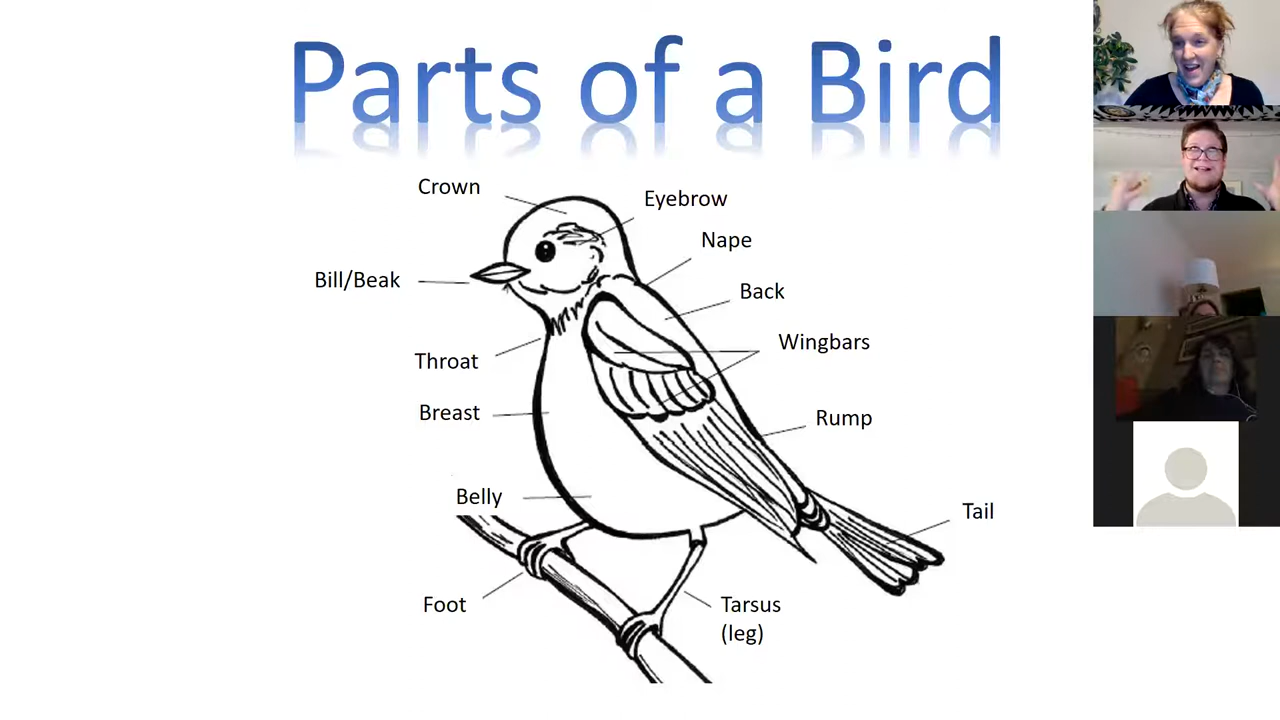 Parts of a Bird
Crown
Eyebrow
Nape
Bill/Beak
Back
Wingbars
Throat
Breast
Rump
Belly
Tail
Foot
Tarsus
(leg)